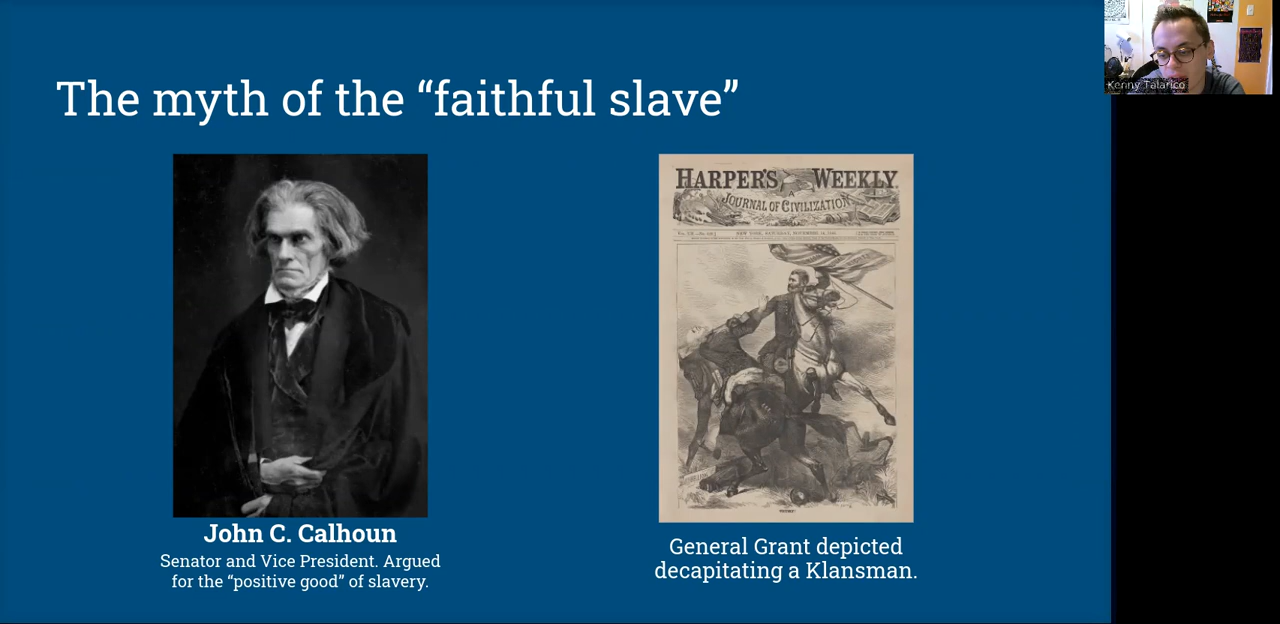 The myth of the “faithful slave”
Kenny Talarico
HARPER'S WEEKLY.
A
JOURNAL OF CIVILIZATION
John C. Calhoun
Senator and Vice President. Argued
for the “positive good” of slavery.
General Grant depicted
decapitating a Klansman.